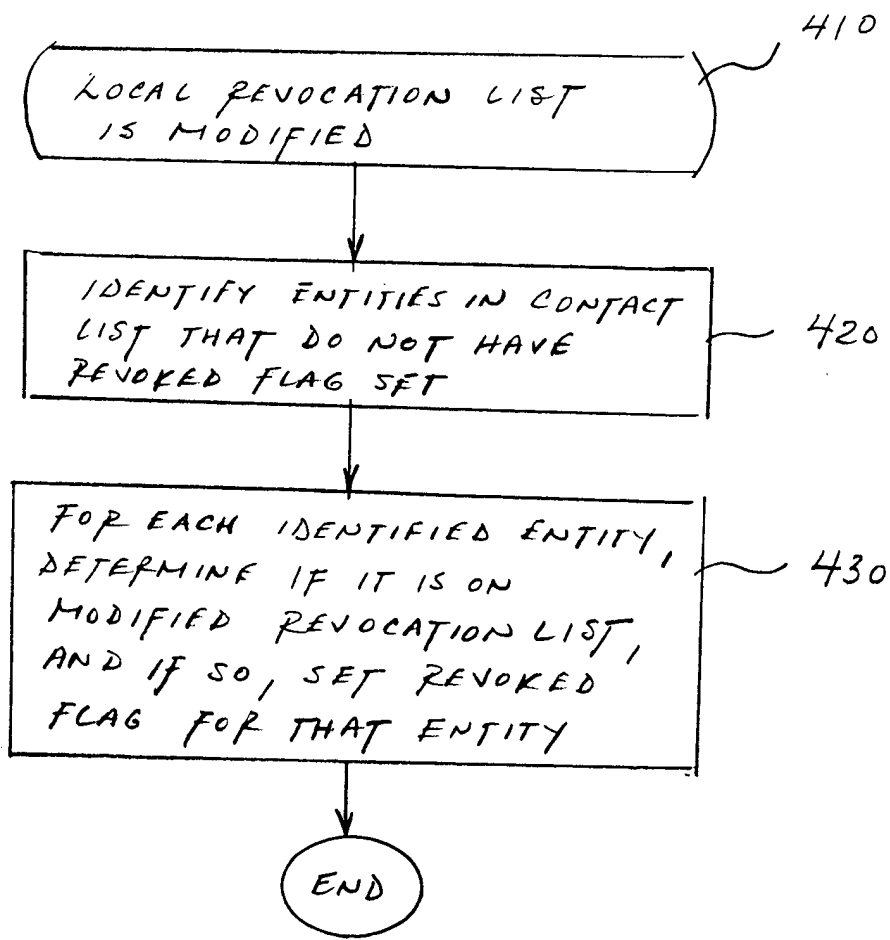 410
LOCAL REVOCATION LIST
IS MODIFIED
IDENTIFY ENTITIES IN CONTACT
LIST THAT DO NOT HAVE
REVOKED FLAG SET
420
FOR EACH IDENTIFIED ENTITY,
DETERMINE IF IT IS ON
MODIFIED REVOCATION LIST,
AND IF SO, SET REVOKED
FLAG FOR THAT ENTITY
430
END